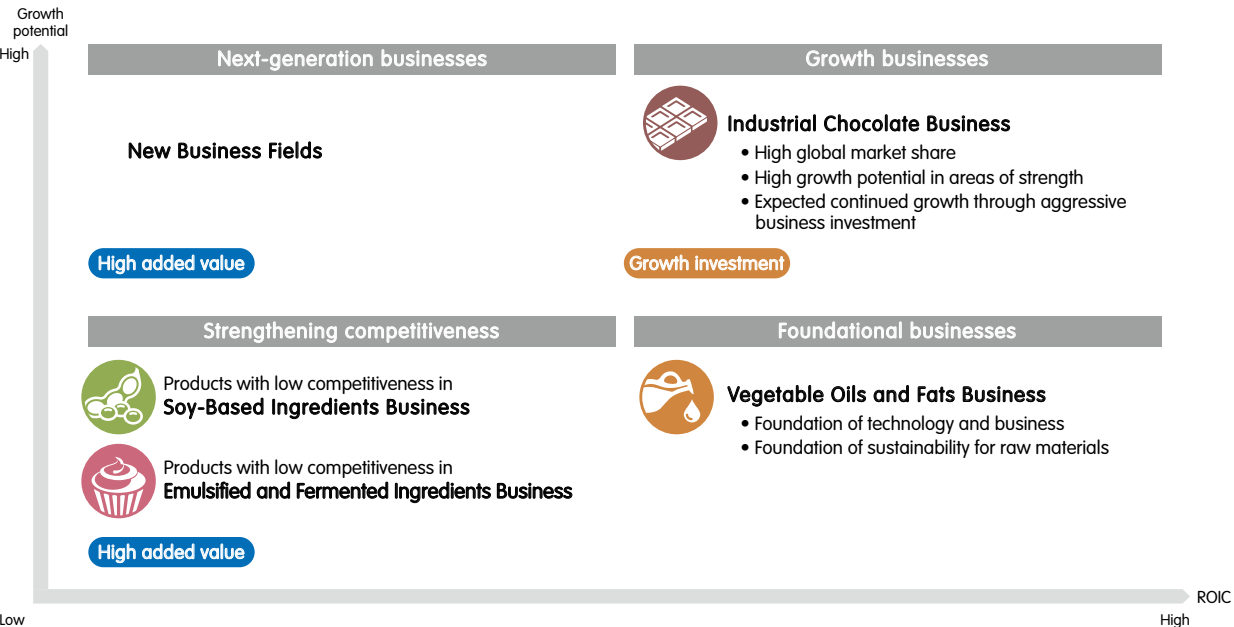 Growth
potential
High
Next-generation businesses
New Business Fields
High added value
Growth businesses
Industrial Chocolate Business
• High global market share
• High growth potential in areas of strength
• Expected continued growth through aggressive
business investment
Growth investment
Strengthening competitiveness
Products with low competitiveness in
Soy-Based Ingredients Business
Products with low competitiveness in
Emulsified and Fermented Ingredients Business
High added value
Foundational businesses
Vegetable Oils and Fats Business
• Foundation of technology and business
• Foundation of sustainability for raw materials
ROIC
Low
High